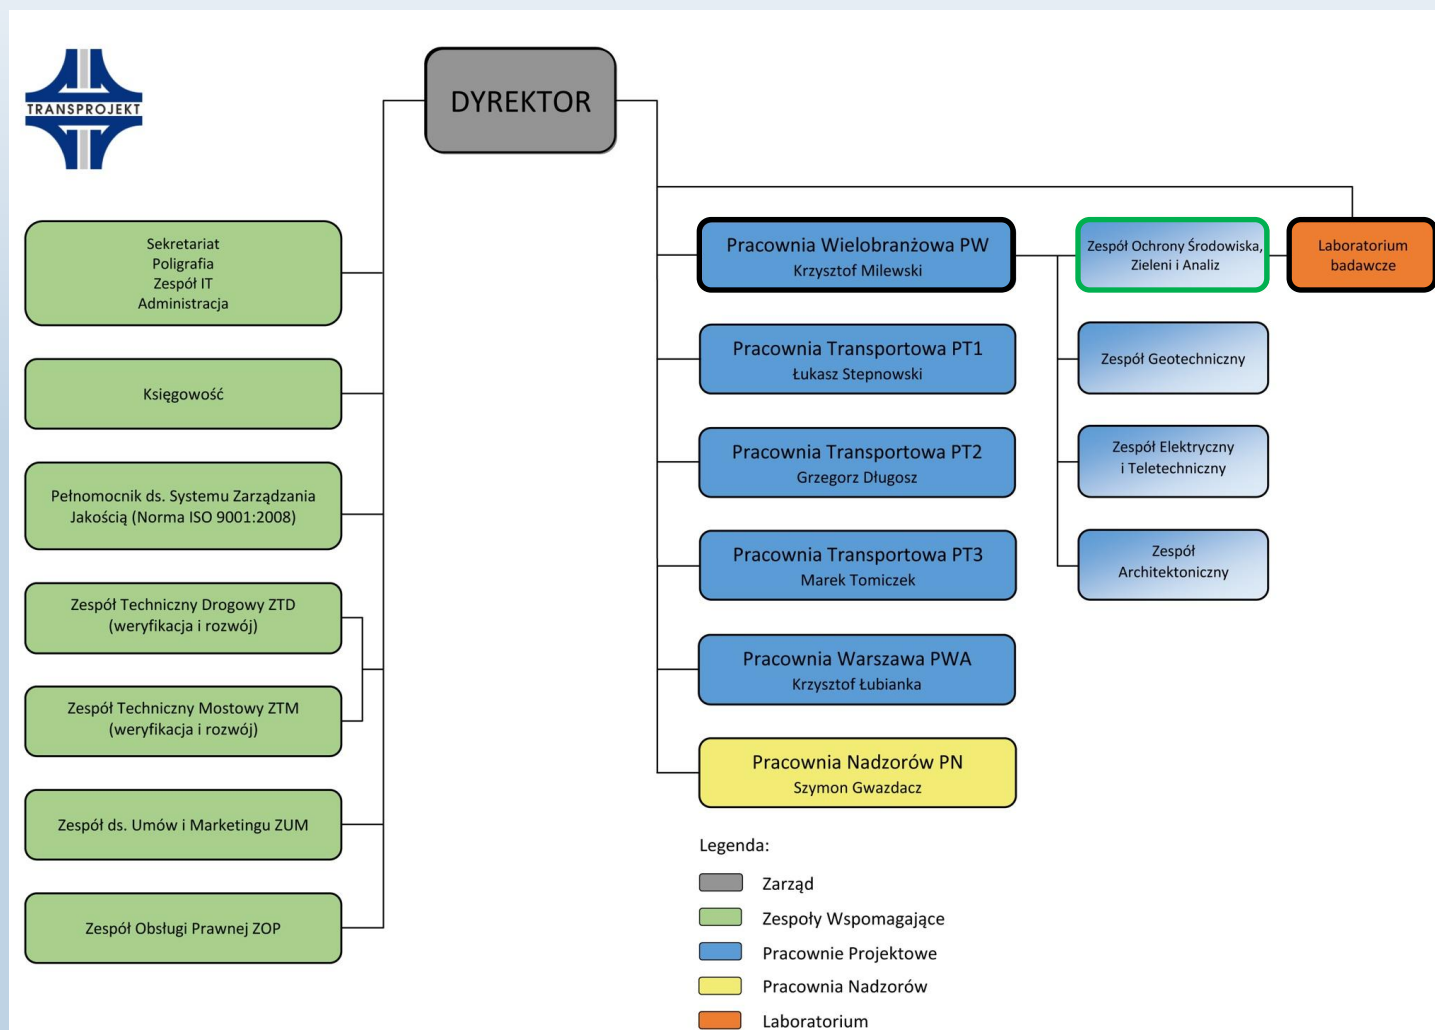 TRANSPROJEKT
DYREKTOR
Sekretariat
Poligrafia
Zespół IT
Administracja
Księgowość
Pełnomocnik ds. Systemu Zarządzania
Jakością (Norma ISO 9001:2008)
Zespół Techniczny Drogowy ZTD
(weryfikacja i rozwój)
Zespół Techniczny Mostowy ZTM
(weryfikacja i rozwój)
Zespół ds. Umów i Marketingu ZUM
Zespół Obsługi Prawnej ZOP
Pracownia Wielobranżowa PW
Krzysztof Milewski
Pracownia Transportowa PT1
Łukasz Stepnowski
Pracownia Transportowa PT2
Grzegorz Długosz
Pracownia Transportowa PT3
Marek Tomiczek
Pracownia Warszawa PWA
Krzysztof Łubianka
Pracownia Nadzorów PN
Szymon Gwazdacz
Zespół Ochrony Środowiska,
Zieleni i Analiz
Zespół Geotechniczny
Zespół Elektryczny
i Teletechniczny
Zespół
Architektoniczny
Laboratorium
badawcze
Legenda:
Zarząd
Zespoły Wspomagające
Pracownie Projektowe
Pracownia Nadzorów
Laboratorium